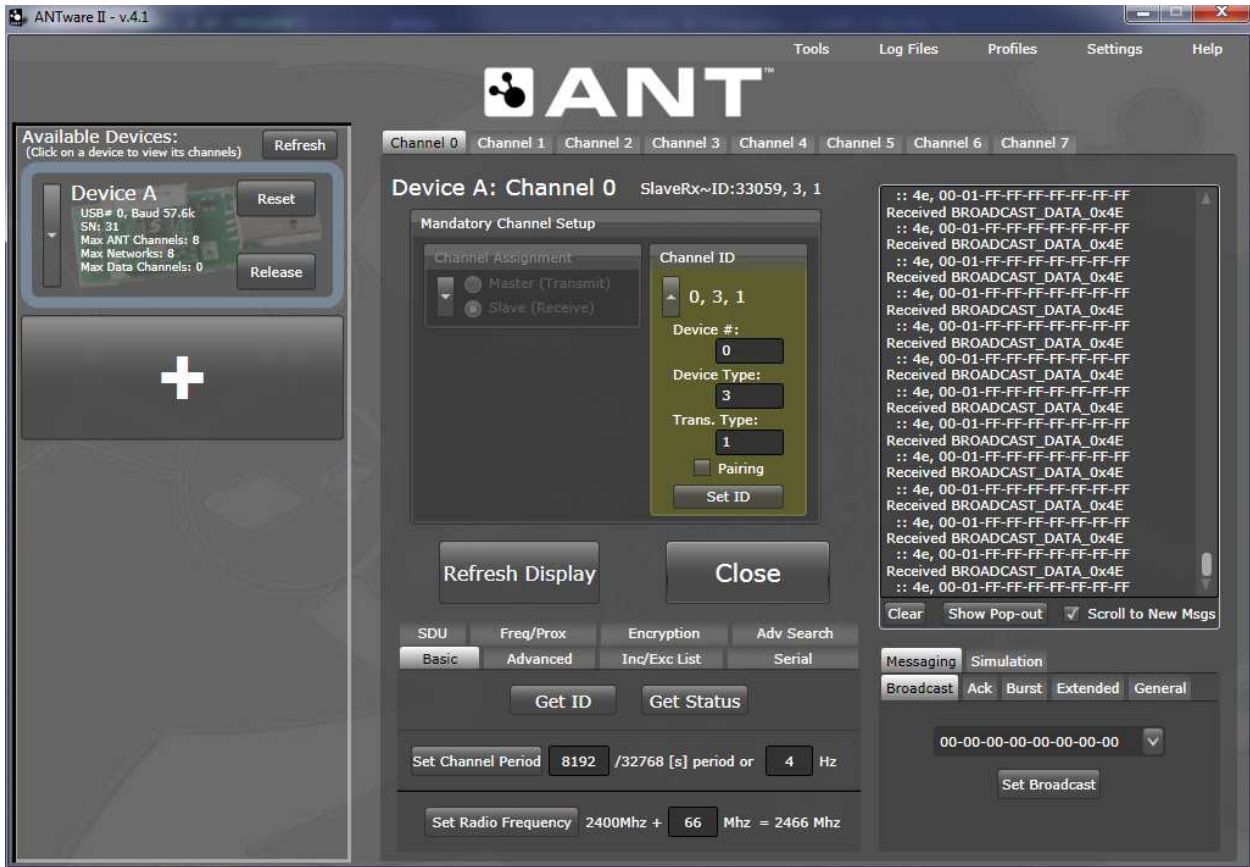 ANTware II - v.4.1
Tools Log Files Profiles Settings Help
ANT™
Available Devices:
(Click on a device to view its channels)
Refresh
Device A
USB# 0, Baud 57.6k
SN: 31
Max ANT Channels: 8
Max Networks: 8
Max Data Channels: 0
Reset
Release
+
Channel 0 Channel 1 Channel 2 Channel 3 Channel 4 Channel 5 Channel 6 Channel 7
Device A: Channel 0 SlaveRx~ID:33059, 3, 1
Mandatory Channel Setup
Channel Assignment
Master (Transmit)
Slave (Receive)
Channel ID
0, 3, 1
Device #:
0
Device Type:
3
Trans. Type:
1
Pairing
Set ID
Refresh Display Close
SDU Freq/Prox Encryption Adv Search
Basic Advanced Inc/Exc List Serial
Get ID Get Status
Set Channel Period 8192 /32768 [s] period or 4 Hz
Set Radio Frequency 2400Mhz + 66 Mhz = 2466 Mhz
:: 4e, 00-01-FF-FF-FF-FF-FF-FF
Received BROADCAST_DATA_0x4E
:: 4e, 00-01-FF-FF-FF-FF-FF-FF
Received BROADCAST_DATA_0x4E
:: 4e, 00-01-FF-FF-FF-FF-FF-FF
Received BROADCAST_DATA_0x4E
:: 4e, 00-01-FF-FF-FF-FF-FF-FF
Received BROADCAST_DATA_0x4E
:: 4e, 00-01-FF-FF-FF-FF-FF-FF
Received BROADCAST_DATA_0x4E
:: 4e, 00-01-FF-FF-FF-FF-FF-FF
Received BROADCAST_DATA_0x4E
:: 4e, 00-01-FF-FF-FF-FF-FF-FF
Received BROADCAST_DATA_0x4E
:: 4e, 00-01-FF-FF-FF-FF-FF-FF
Received BROADCAST_DATA_0x4E
:: 4e, 00-01-FF-FF-FF-FF-FF-FF
Received BROADCAST_DATA_0x4E
:: 4e, 00-01-FF-FF-FF-FF-FF-FF
Received BROADCAST_DATA_0x4E
:: 4e, 00-01-FF-FF-FF-FF-FF-FF
Received BROADCAST_DATA_0x4E
:: 4e, 00-01-FF-FF-FF-FF-FF-FF
Received BROADCAST_DATA_0x4E
:: 4e, 00-01-FF-FF-FF-FF-FF-FF
Clear Show Pop-out Scroll to New Msgs
Messaging Simulation
Broadcast Ack Burst Extended General
00-00-00-00-00-00-00-00
Set Broadcast